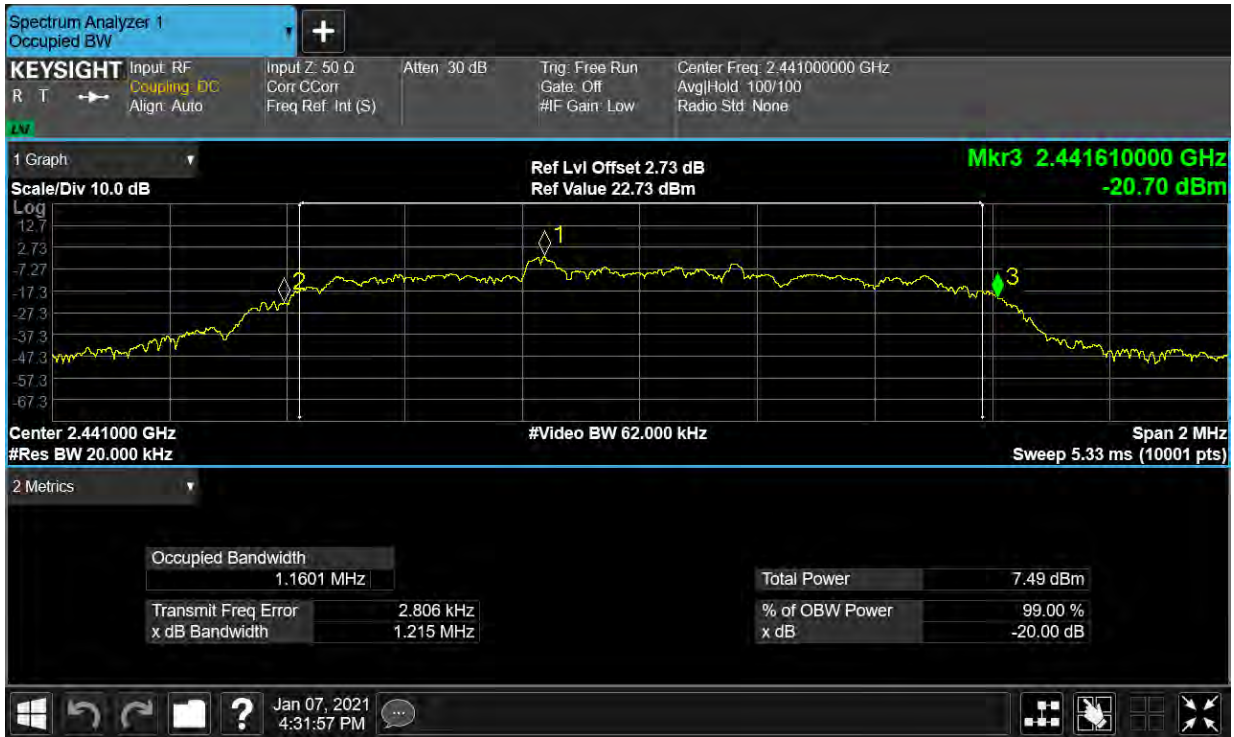 Spectrum Analyzer 1
Occupied BW
KEYSIGHT Input: RF Input Z: 50 Ω Atten: 30 dB Trig: Free Run Center Freq: 2.441000000 GHz
R T Coupling: DC Corr CCorr Gate: Off Avg|Hold: 100/100
Align: Auto Freq Ref: Int (S) #IF Gain: Low Radio Std: None
1 Graph
Ref Lvl Offset 2.73 dB
Mkr3 2.441610000 GHz
Scale/Div 10.0 dB
Ref Value 22.73 dBm
-20.70 dBm
Log
12.7
2.73
-7.27
-17.3
-27.3
-37.3
-47.3
-57.3
-67.3
1
2
3
Center 2.441000 GHz #Video BW 62.000 kHz Span 2 MHz
#Res BW 20.000 kHz Sweep 5.33 ms (10001 pts)
2 Metrics
Occupied Bandwidth
1.1601 MHz
Total Power 7.49 dBm
Transmit Freq Error 2.806 kHz
% of OBW Power 99.00 %
x dB Bandwidth 1.215 MHz
x dB -20.00 dB
Jan 07, 2021
4:31:57 PM